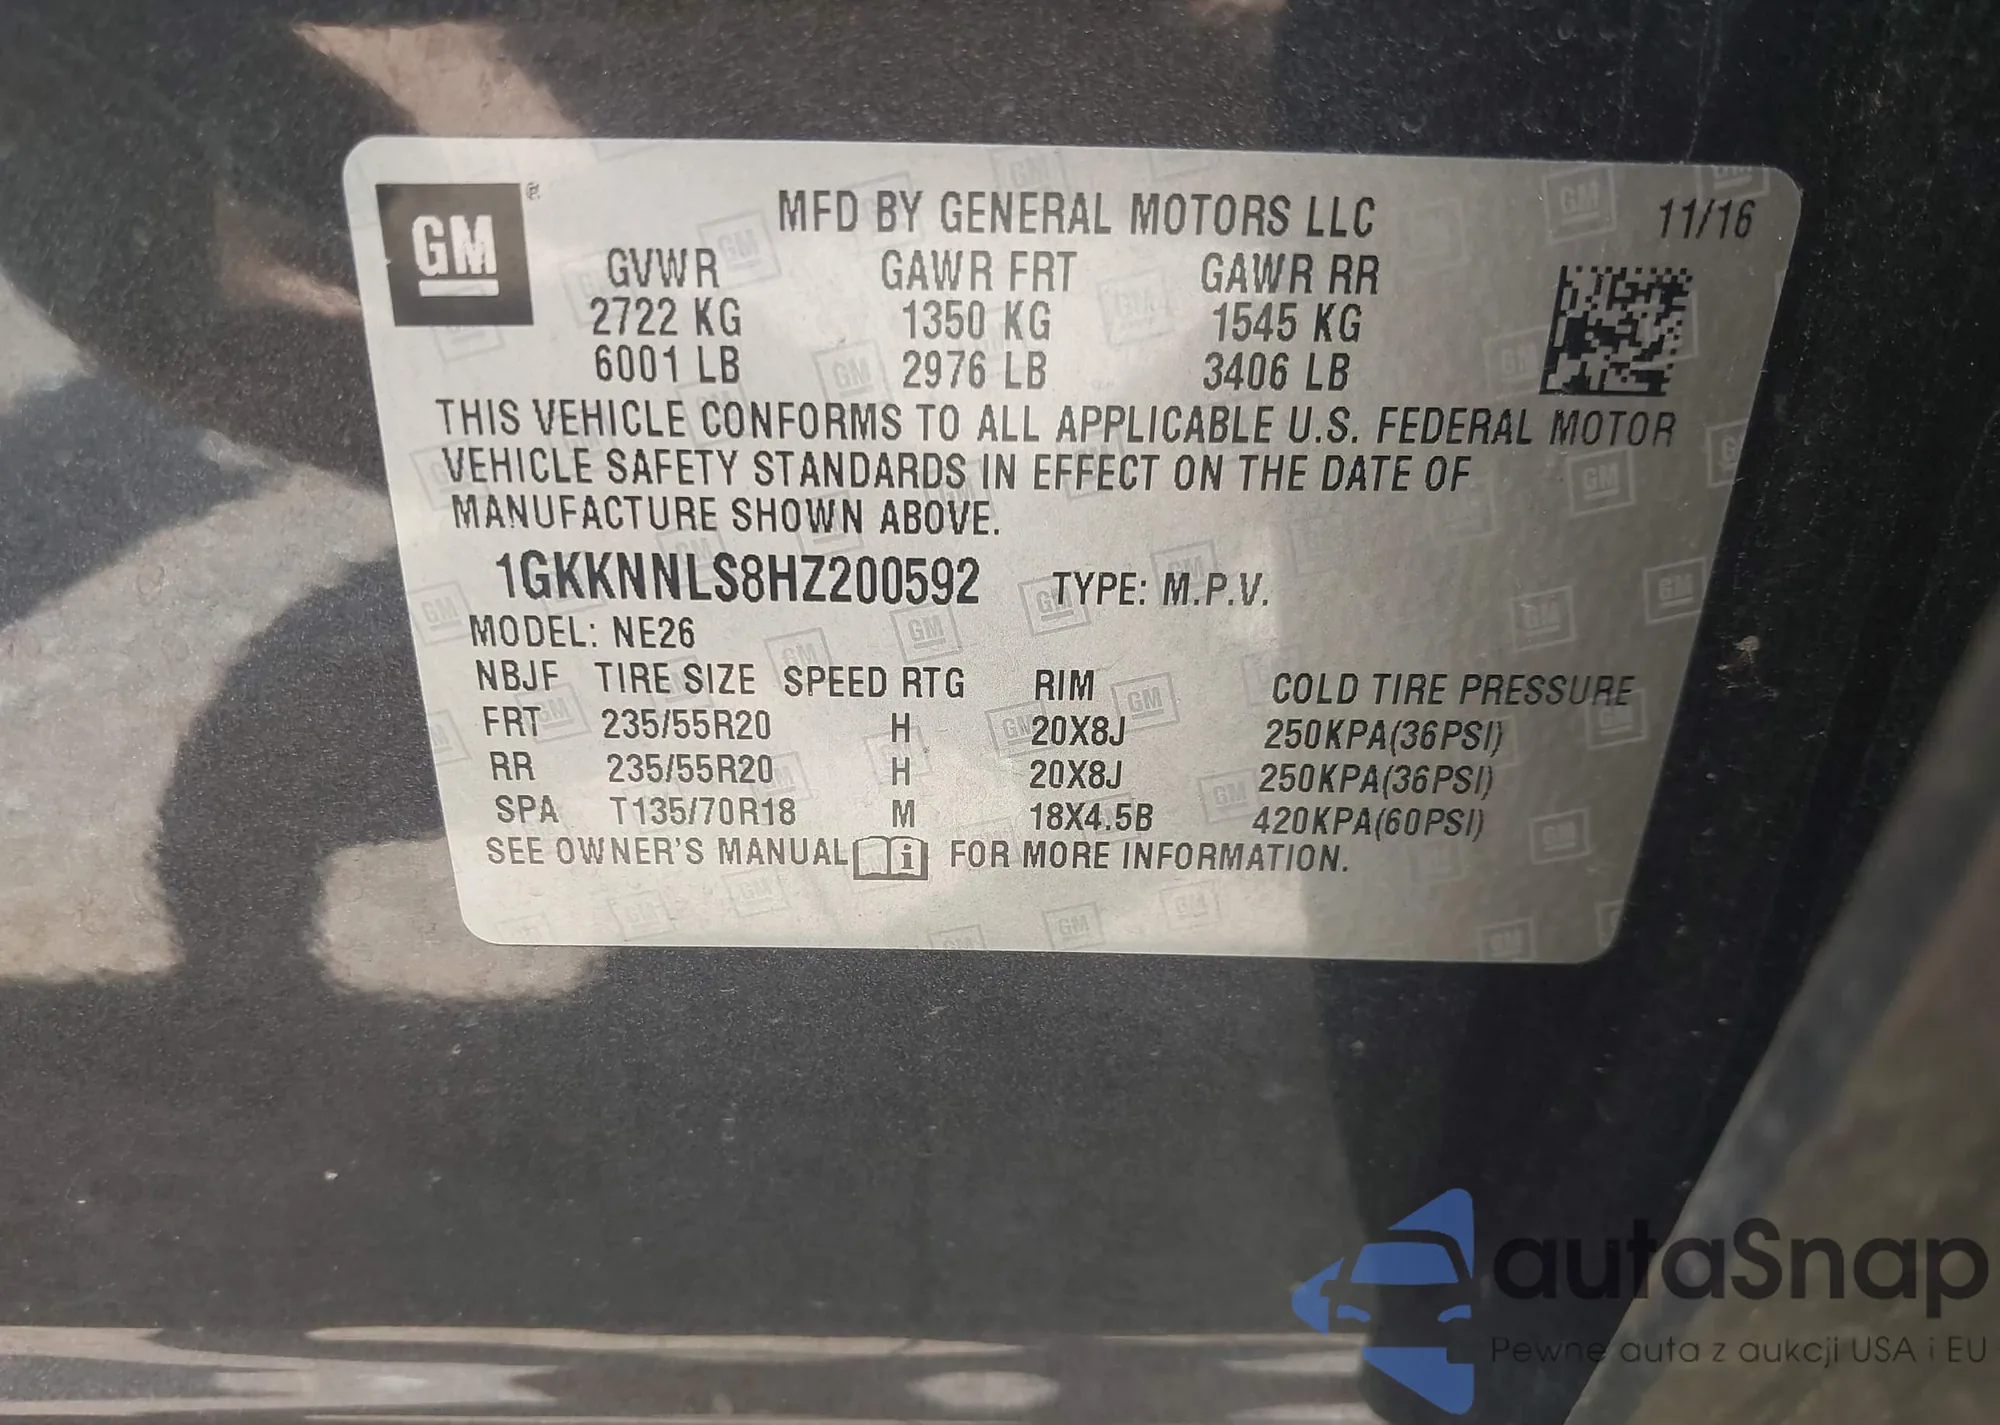 GM ®
MFD BY GENERAL MOTORS LLC 11/16
GVWR GAWR FRT GAWR RR
2722 KG 1350 KG 1545 KG
6001 LB 2976 LB 3406 LB
THIS VEHICLE CONFORMS TO ALL APPLICABLE U.S. FEDERAL MOTOR
VEHICLE SAFETY STANDARDS IN EFFECT ON THE DATE OF
MANUFACTURE SHOWN ABOVE.
1GKKNNLS8HZ200592 TYPE: M.P.V.
MODEL: NE26
NBJF TIRE SIZE SPEED RTG RIM COLD TIRE PRESSURE
FRT 235/55R20 H 20X8J 250KPA(36PSI)
RR 235/55R20 H 20X8J 250KPA(36PSI)
SPA T135/70R18 M 18X4.5B 420KPA(60PSI)
SEE OWNER'S MANUAL i FOR MORE INFORMATION.
autaSnap
Pewne auta z aukcji USA i EU